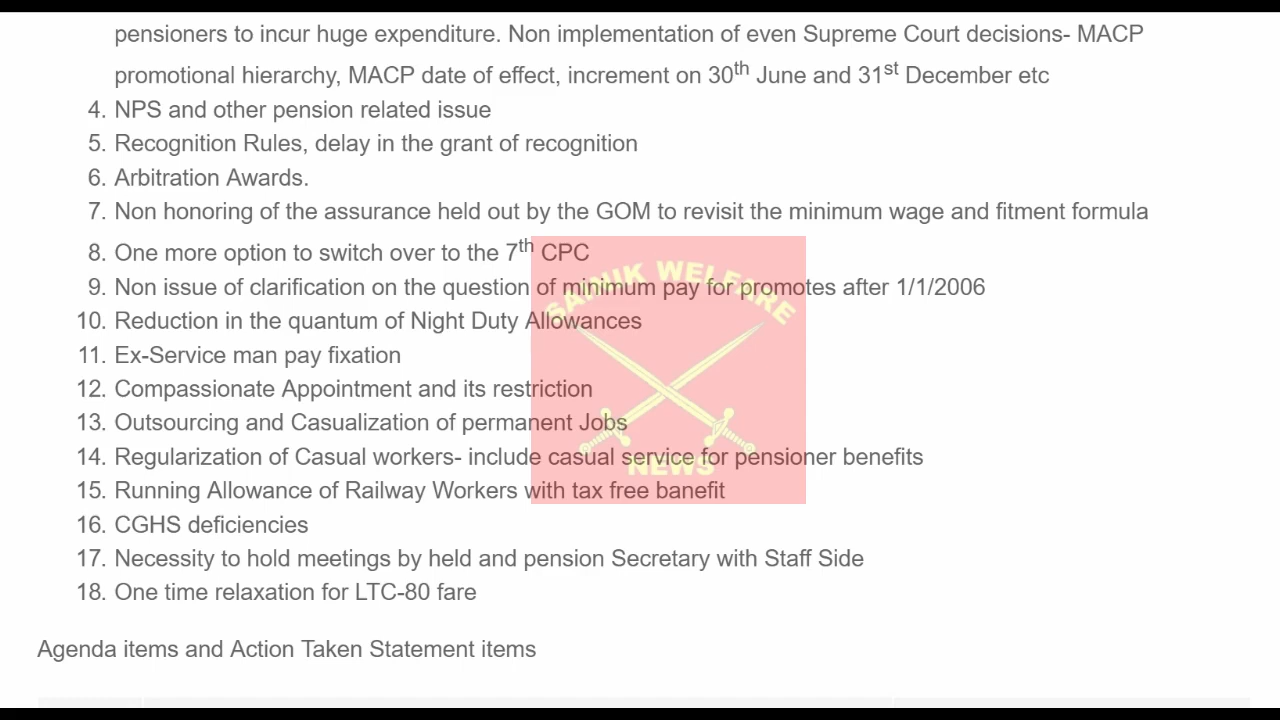 pensioners to incur huge expenditure. Non implementation of even Supreme Court decisions- MACP
promotional hierarchy, MACP date of effect, increment on 30th June and 31st December etc
4. NPS and other pension related issue
5. Recognition Rules, delay in the grant of recognition
6. Arbitration Awards.
7. Non honoring of the assurance held out by the GOM to revisit the minimum wage and fitment formula
8. One more option to switch over to the 7th CPC
9. Non issue of clarification on the question of minimum pay for promotes after 1/1/2006
10. Reduction in the quantum of Night Duty Allowances
11. Ex-Service man pay fixation
12. Compassionate Appointment and its restriction
13. Outsourcing and Casualization of permanent Jobs
14. Regularization of Casual workers- include casual service for pensioner benefits
15. Running Allowance of Railway Workers with tax free banefit
16. CGHS deficiencies
17. Necessity to hold meetings by held and pension Secretary with Staff Side
18. One time relaxation for LTC-80 fare
Agenda items and Action Taken Statement items
SAINIK WELFARE
NEWS